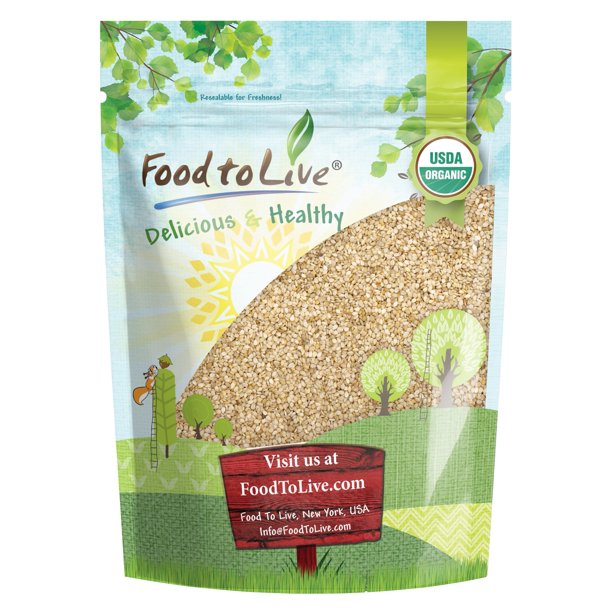 Resealable for Freshness!
Food to Live®
Delicious & Healthy
USDA
ORGANIC
Visit us at
FoodToLive.com
Food To Live, New York, USA
Info@FoodToLive.com